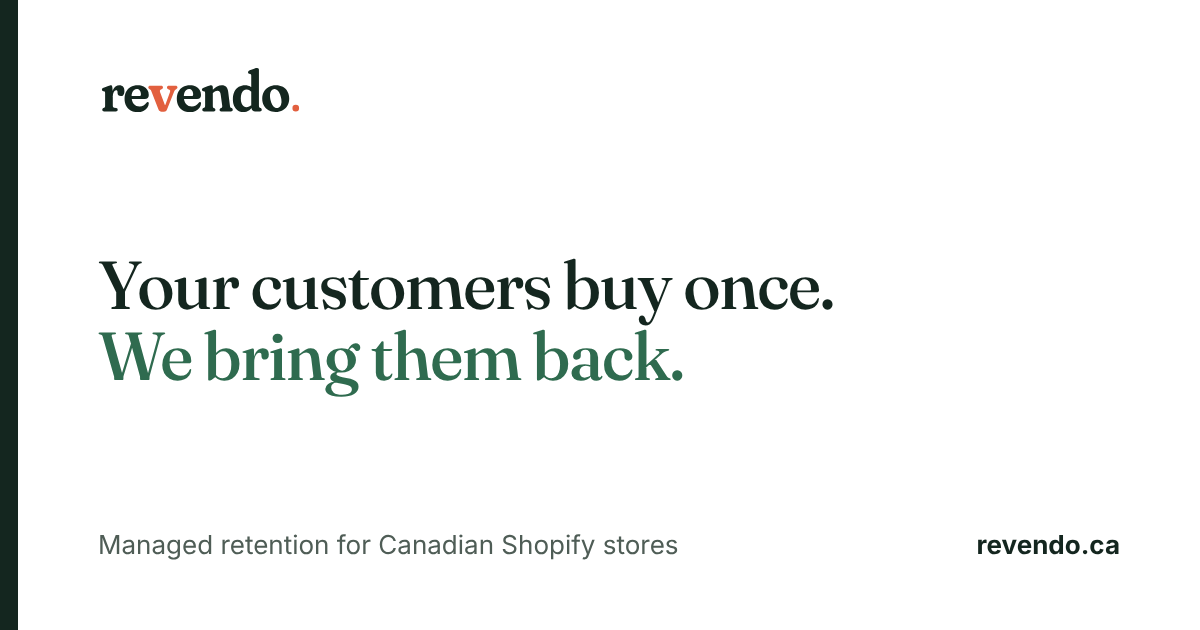 revendo.
Your customers buy once.
We bring them back.
Managed retention for Canadian Shopify stores
revendo.ca